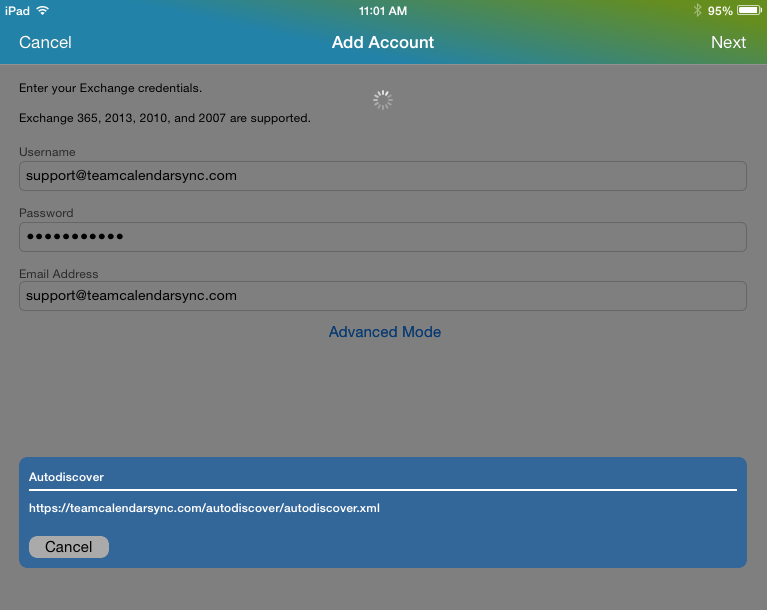 iPad 11:01 AM 95%
Cancel Add Account Next
Enter your Exchange credentials.
Exchange 365, 2013, 2010, and 2007 are supported.
Username
support@teamcalendarsync.com
Password
•••••••••••
Email Address
support@teamcalendarsync.com
Advanced Mode
Autodiscover
https://teamcalendarsync.com/autodiscover/autodiscover.xml
Cancel